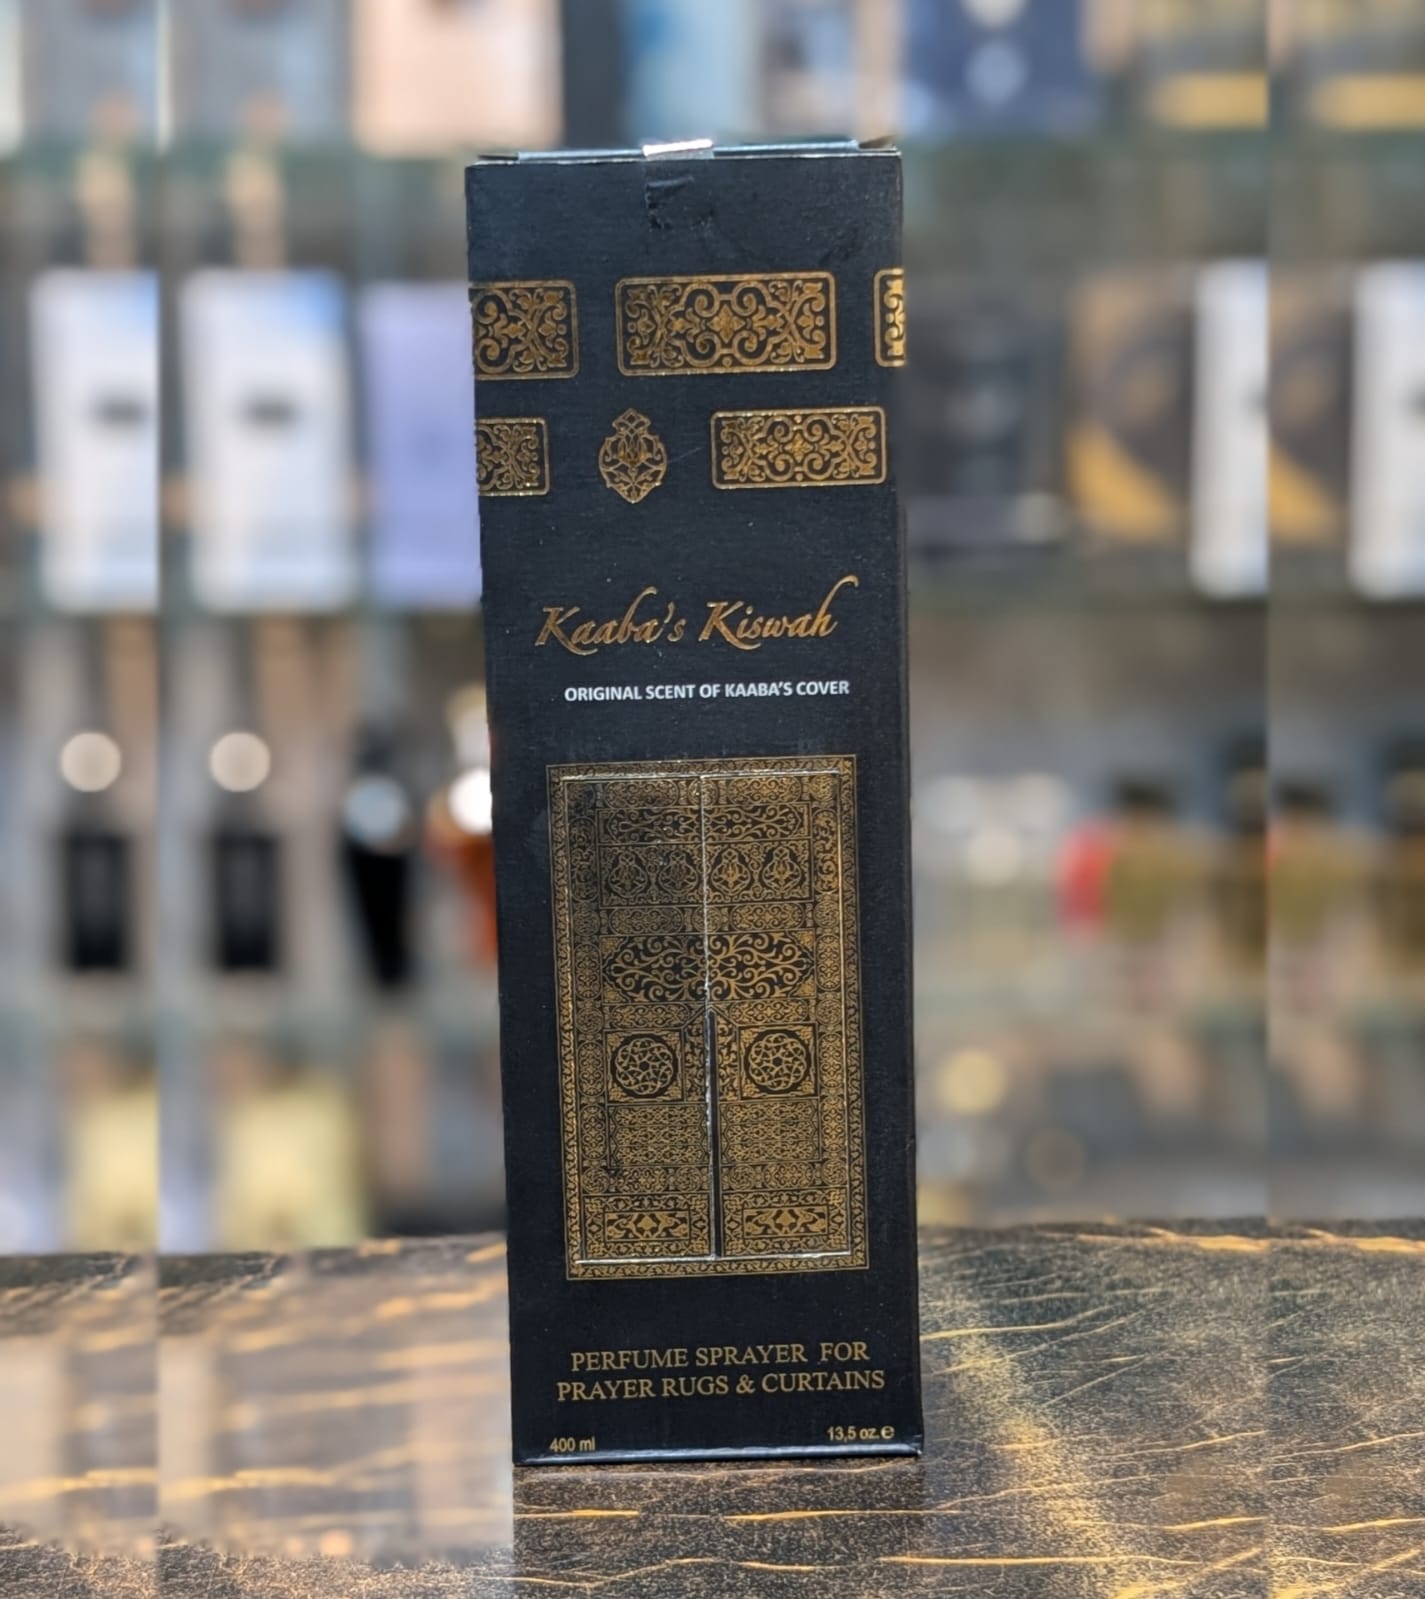 Kaaba's Kiswah
ORIGINAL SCENT OF KAABA'S COVER
PERFUME SPRAYER FOR
PRAYER RUGS & CURTAINS
400 ml 13,5 oz. ℮